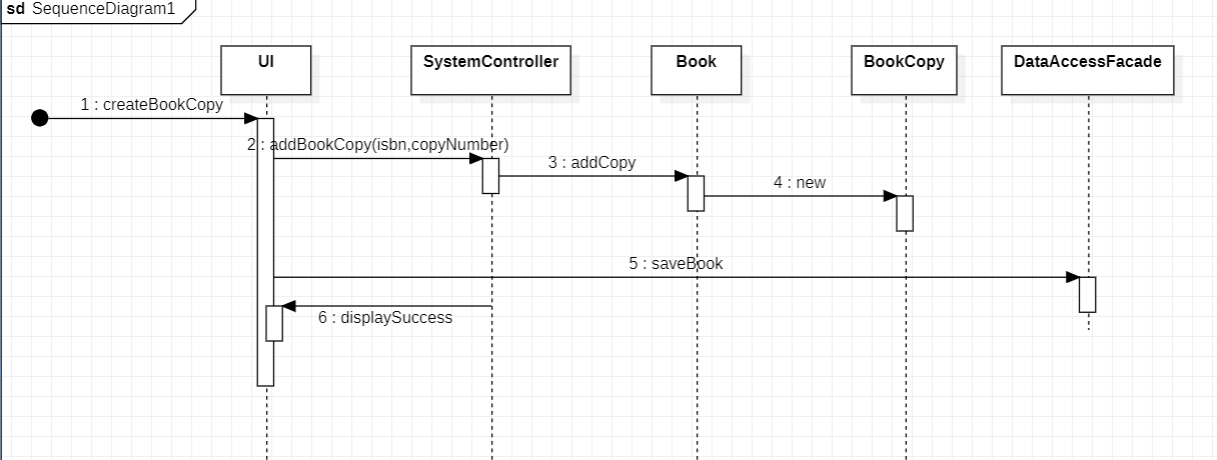 sd SequenceDiagram1
UI
SystemController
Book
BookCopy
DataAccessFacade
1 : createBookCopy
2 : addBookCopy(isbn,copyNumber)
3 : addCopy
4 : new
5 : saveBook
6 : displaySuccess